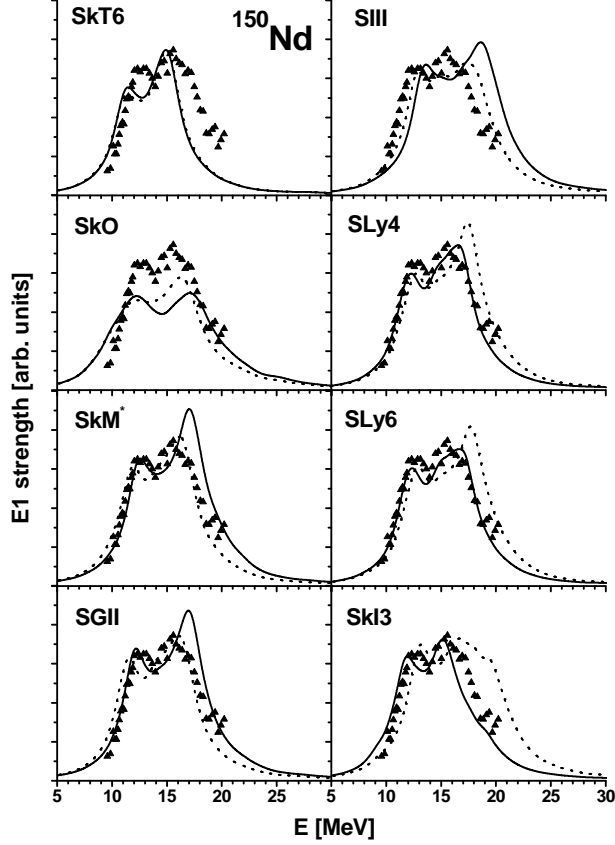 SkT6
150Nd
SIII
SkO
SLy4
SkM*
SLy6
SGII
SkI3
E1 strength [arb. units]
5 10 15 20 25 5 10 15 20 25 30
E [MeV]